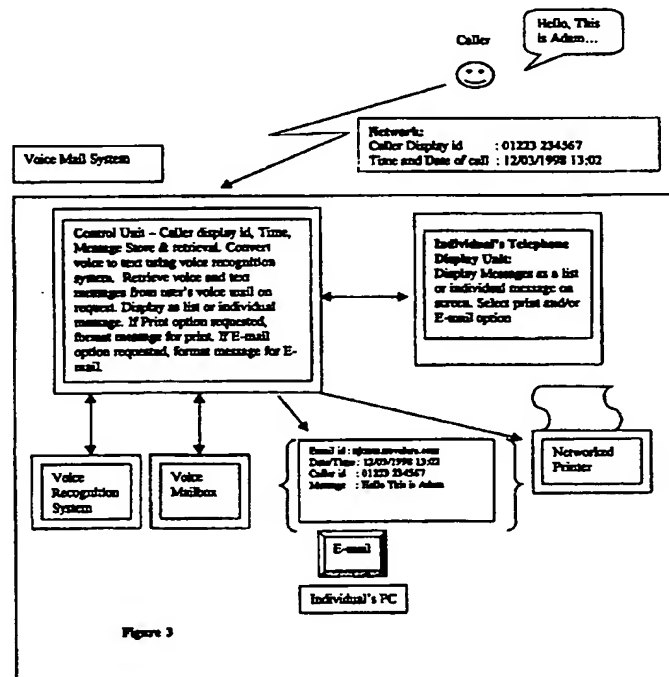 Hello, This
is Adam...
Caller
Network:
Caller Display id : 01223 234567
Time and Date of call : 12/03/1998 13:02
Voice Mail System
Control Unit – Caller display id, Time,
Message Store & retrieval. Convert
voice to text using voice recognition
system. Retrieve voice and text
messages from user's voice mail on
request. Display as list or individual
message. If Print option requested,
format message for print. If E-mail
option requested, format message for E-
mail.
Individual's Telephone
Display Unit:
Display Messages as a list
or individual message on
screen. Select print and/or
E-mail option
Voice
Recognition
System
Voice
Mailbox
Email id :
Date/Time : 12/03/1998 13:02
Caller id : 01223 234567
Message : Hello This is Adam
Networked
Printer
E-mail
Individual's PC
Figure 3